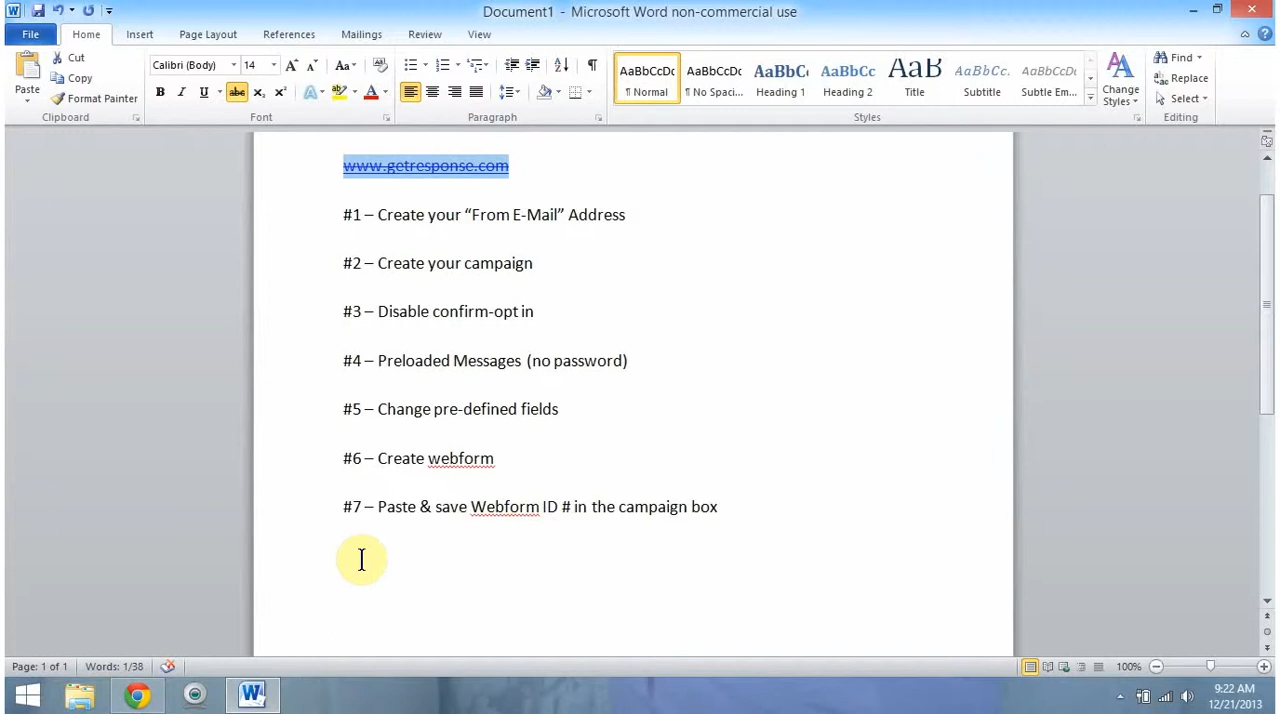 Document1 - Microsoft Word non-commercial use
File Home Insert Page Layout References Mailings Review View
Paste
Cut
Copy
Format Painter
Clipboard
Calibri (Body) 14
Font
Paragraph
AaBbCcDc AaBbCcDc AaBbC AaBbCc AaB AaBbCcI AaBbCcDc
¶ Normal ¶ No Spaci... Heading 1 Heading 2 Title Subtitle Subtle Em...
Change Styles
Styles
Find
Replace
Select
Editing
www.getresponse.com
#1 – Create your “From E-Mail” Address
#2 – Create your campaign
#3 – Disable confirm-opt in
#4 – Preloaded Messages (no password)
#5 – Change pre-defined fields
#6 – Create webform
#7 – Paste & save Webform ID # in the campaign box
Page: 1 of 1 Words: 1/38 100%
9:22 AM
12/21/2013